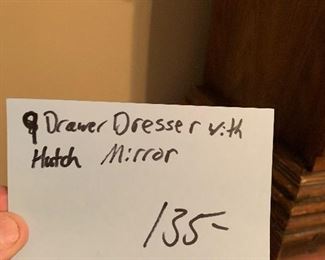 9 Drawer Dresser with
Hutch Mirror
135-